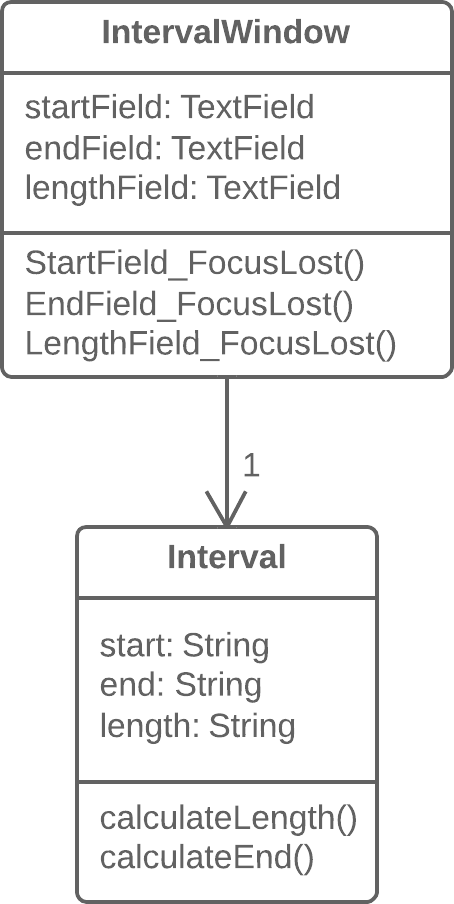 IntervalWindow
startField: TextField
endField: TextField
lengthField: TextField
StartField_FocusLost()
EndField_FocusLost()
LengthField_FocusLost()
1
Interval
start: String
end: String
length: String
calculateLength()
calculateEnd()